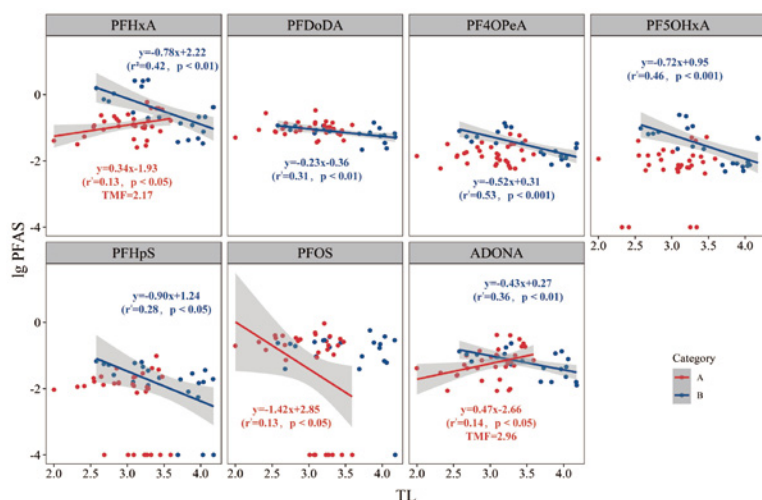 PFHxA
PFDoDA
PF4OPeA
PF5OHxA
y=-0.78x+2.22
(r²=0.42, p < 0.01)
0.34x-1.93
(r²=0.13, p < 0.05)
TMF=2.17
y=-0.23x-0.36
(r²=0.31, p < 0.01)
y=-0.52x+0.31
(r²=0.53, p < 0.001)
y=-0.72x+0.95
(r²=0.46, p < 0.001)
0
-2
-4
2.0 2.5 3.0 3.5 4.0
lg PFAS
PFHpS
PFOS
ADONA
y=-0.90x+1.24
(r²=0.28, p < 0.05)
y=-1.42x+2.85
(r²=0.13, p < 0.05)
y=-0.43x+0.27
(r²=0.36, p < 0.01)
y=0.47x-2.66
(r²=0.14, p < 0.05)
TMF=2.96
Category
A
B
0
-2
-4
2.0 2.5 3.0 3.5 4.0
2.0 2.5 3.0 3.5 4.0
2.0 2.5 3.0 3.5 4.0
TL